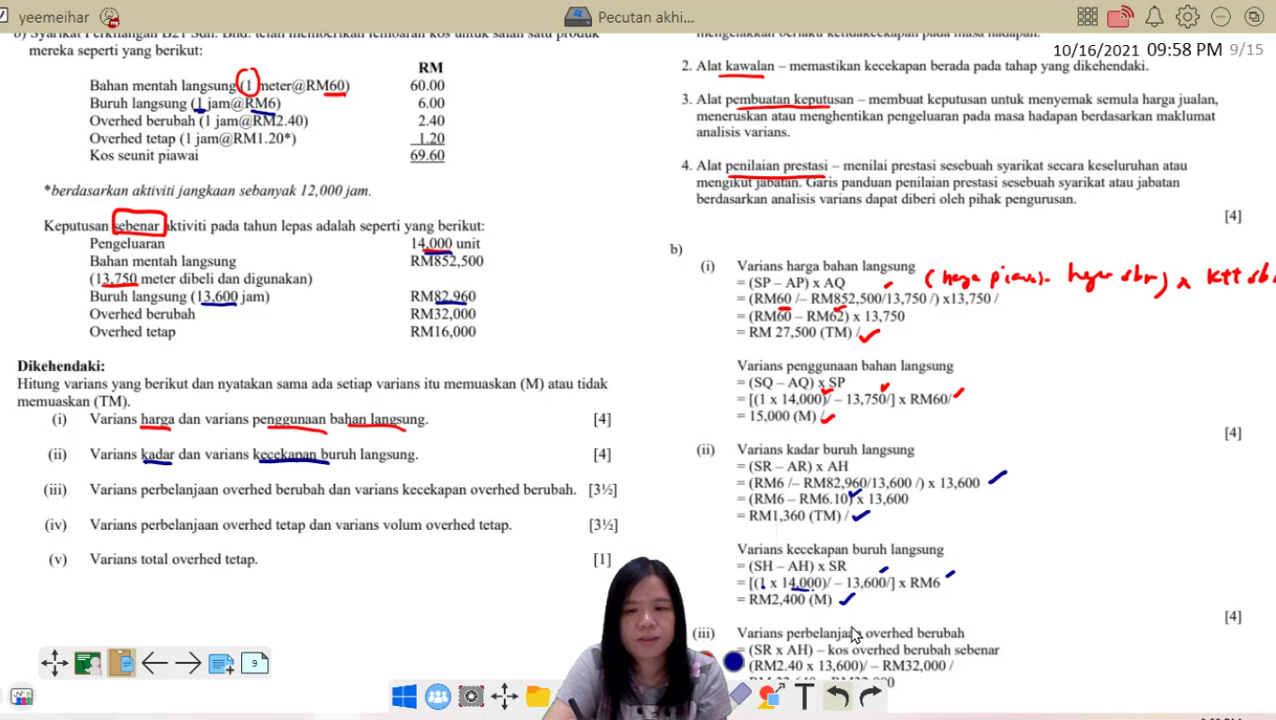 yeemeihar
Pecutan akhi...
10/16/2021 09:58 PM 9/15
mereka seperti yang berikut:
RM
Bahan mentah langsung (1 meter@RM60) 60.00
Buruh langsung (1 jam@RM6) 6.00
Overhed berubah (1 jam@RM2.40) 2.40
Overhed tetap (1 jam@RM1.20*) 1.20
Kos seunit piawai 69.60
*berdasarkan aktiviti jangkaan sebanyak 12,000 jam.
Keputusan sebenar aktiviti pada tahun lepas adalah seperti yang berikut:
Pengeluaran 14,000 unit
Bahan mentah langsung RM852,500
(13,750 meter dibeli dan digunakan)
Buruh langsung (13,600 jam) RM82,960
Overhed berubah RM32,000
Overhed tetap RM16,000
Dikehendaki:
Hitung varians yang berikut dan nyatakan sama ada setiap varians itu memuaskan (M) atau tidak
memuaskan (TM).
(i) Varians harga dan varians penggunaan bahan langsung. [4]
(ii) Varians kadar dan varians kecekapan buruh langsung. [4]
(iii) Varians perbelanjaan overhed berubah dan varians kecekapan overhed berubah. [3½]
(iv) Varians perbelanjaan overhed tetap dan varians volum overhed tetap. [3½]
(v) Varians total overhed tetap. [1]
2. Alat kawalan – memastikan kecekapan berada pada tahap yang dikehendaki.
3. Alat pembuatan keputusan – membuat keputusan untuk menyemak semula harga jualan,
meneruskan atau menghentikan pengeluaran pada masa hadapan berdasarkan maklumat
analisis varians.
4. Alat penilaian prestasi – menilai prestasi sesebuah syarikat secara keseluruhan atau
mengikut jabatan. Garis panduan penilaian prestasi sesebuah syarikat atau jabatan
berdasarkan analisis varians dapat diberi oleh pihak pengurusan.
[4]
b)
(i) Varians harga bahan langsung
= (SP – AP) x AQ
= (RM60 /– RM852,500/13,750 /) x13,750 /
= (RM60 – RM62) x 13,750
= RM 27,500 (TM) /
Varians penggunaan bahan langsung
= (SQ – AQ) x SP
= [(1 x 14,000)/ – 13,750/] x RM60/
= 15,000 (M) /
[4]
(ii) Varians kadar buruh langsung
= (SR – AR) x AH
= (RM6 /– RM82,960/13,600 /) x 13,600
= (RM6 – RM6.10) x 13,600
= RM1,360 (TM) /
Varians kecekapan buruh langsung
= (SH – AH) x SR
= [(1 x 14,000)/ – 13,600/] x RM6
= RM2,400 (M)
[4]
(iii) Varians perbelanjaan overhed berubah
= (SR x AH) – kos overhed berubah sebenar
(RM2.40 x 13,600)/ – RM32,000 /
9